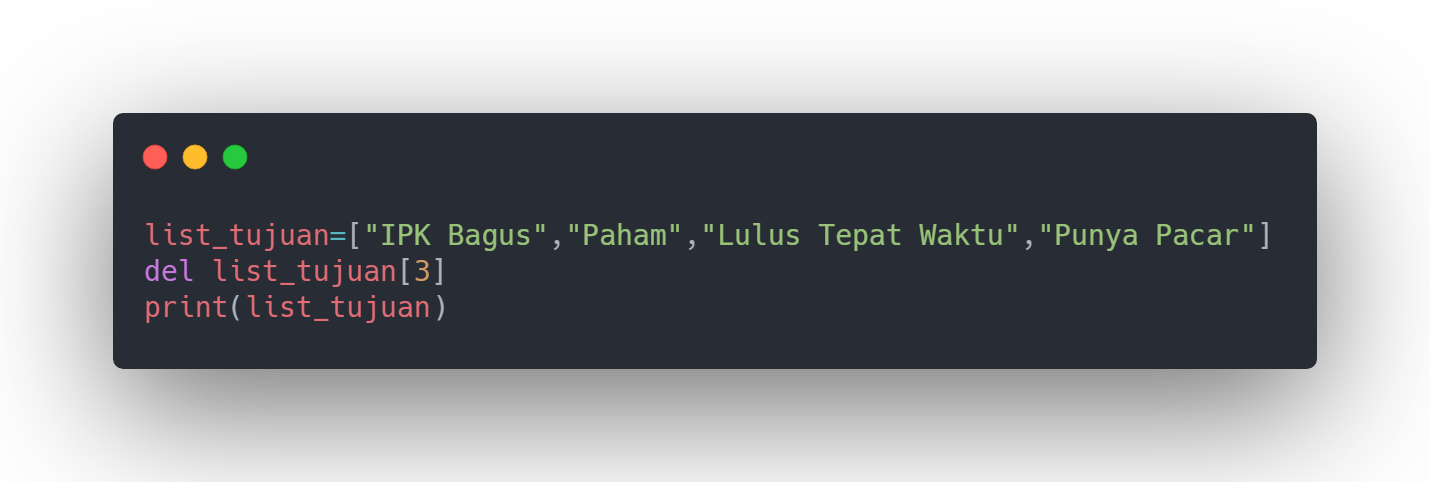 list_tujuan=["IPK Bagus","Paham","Lulus Tepat Waktu","Punya Pacar"]
del list_tujuan[3]
print(list_tujuan)